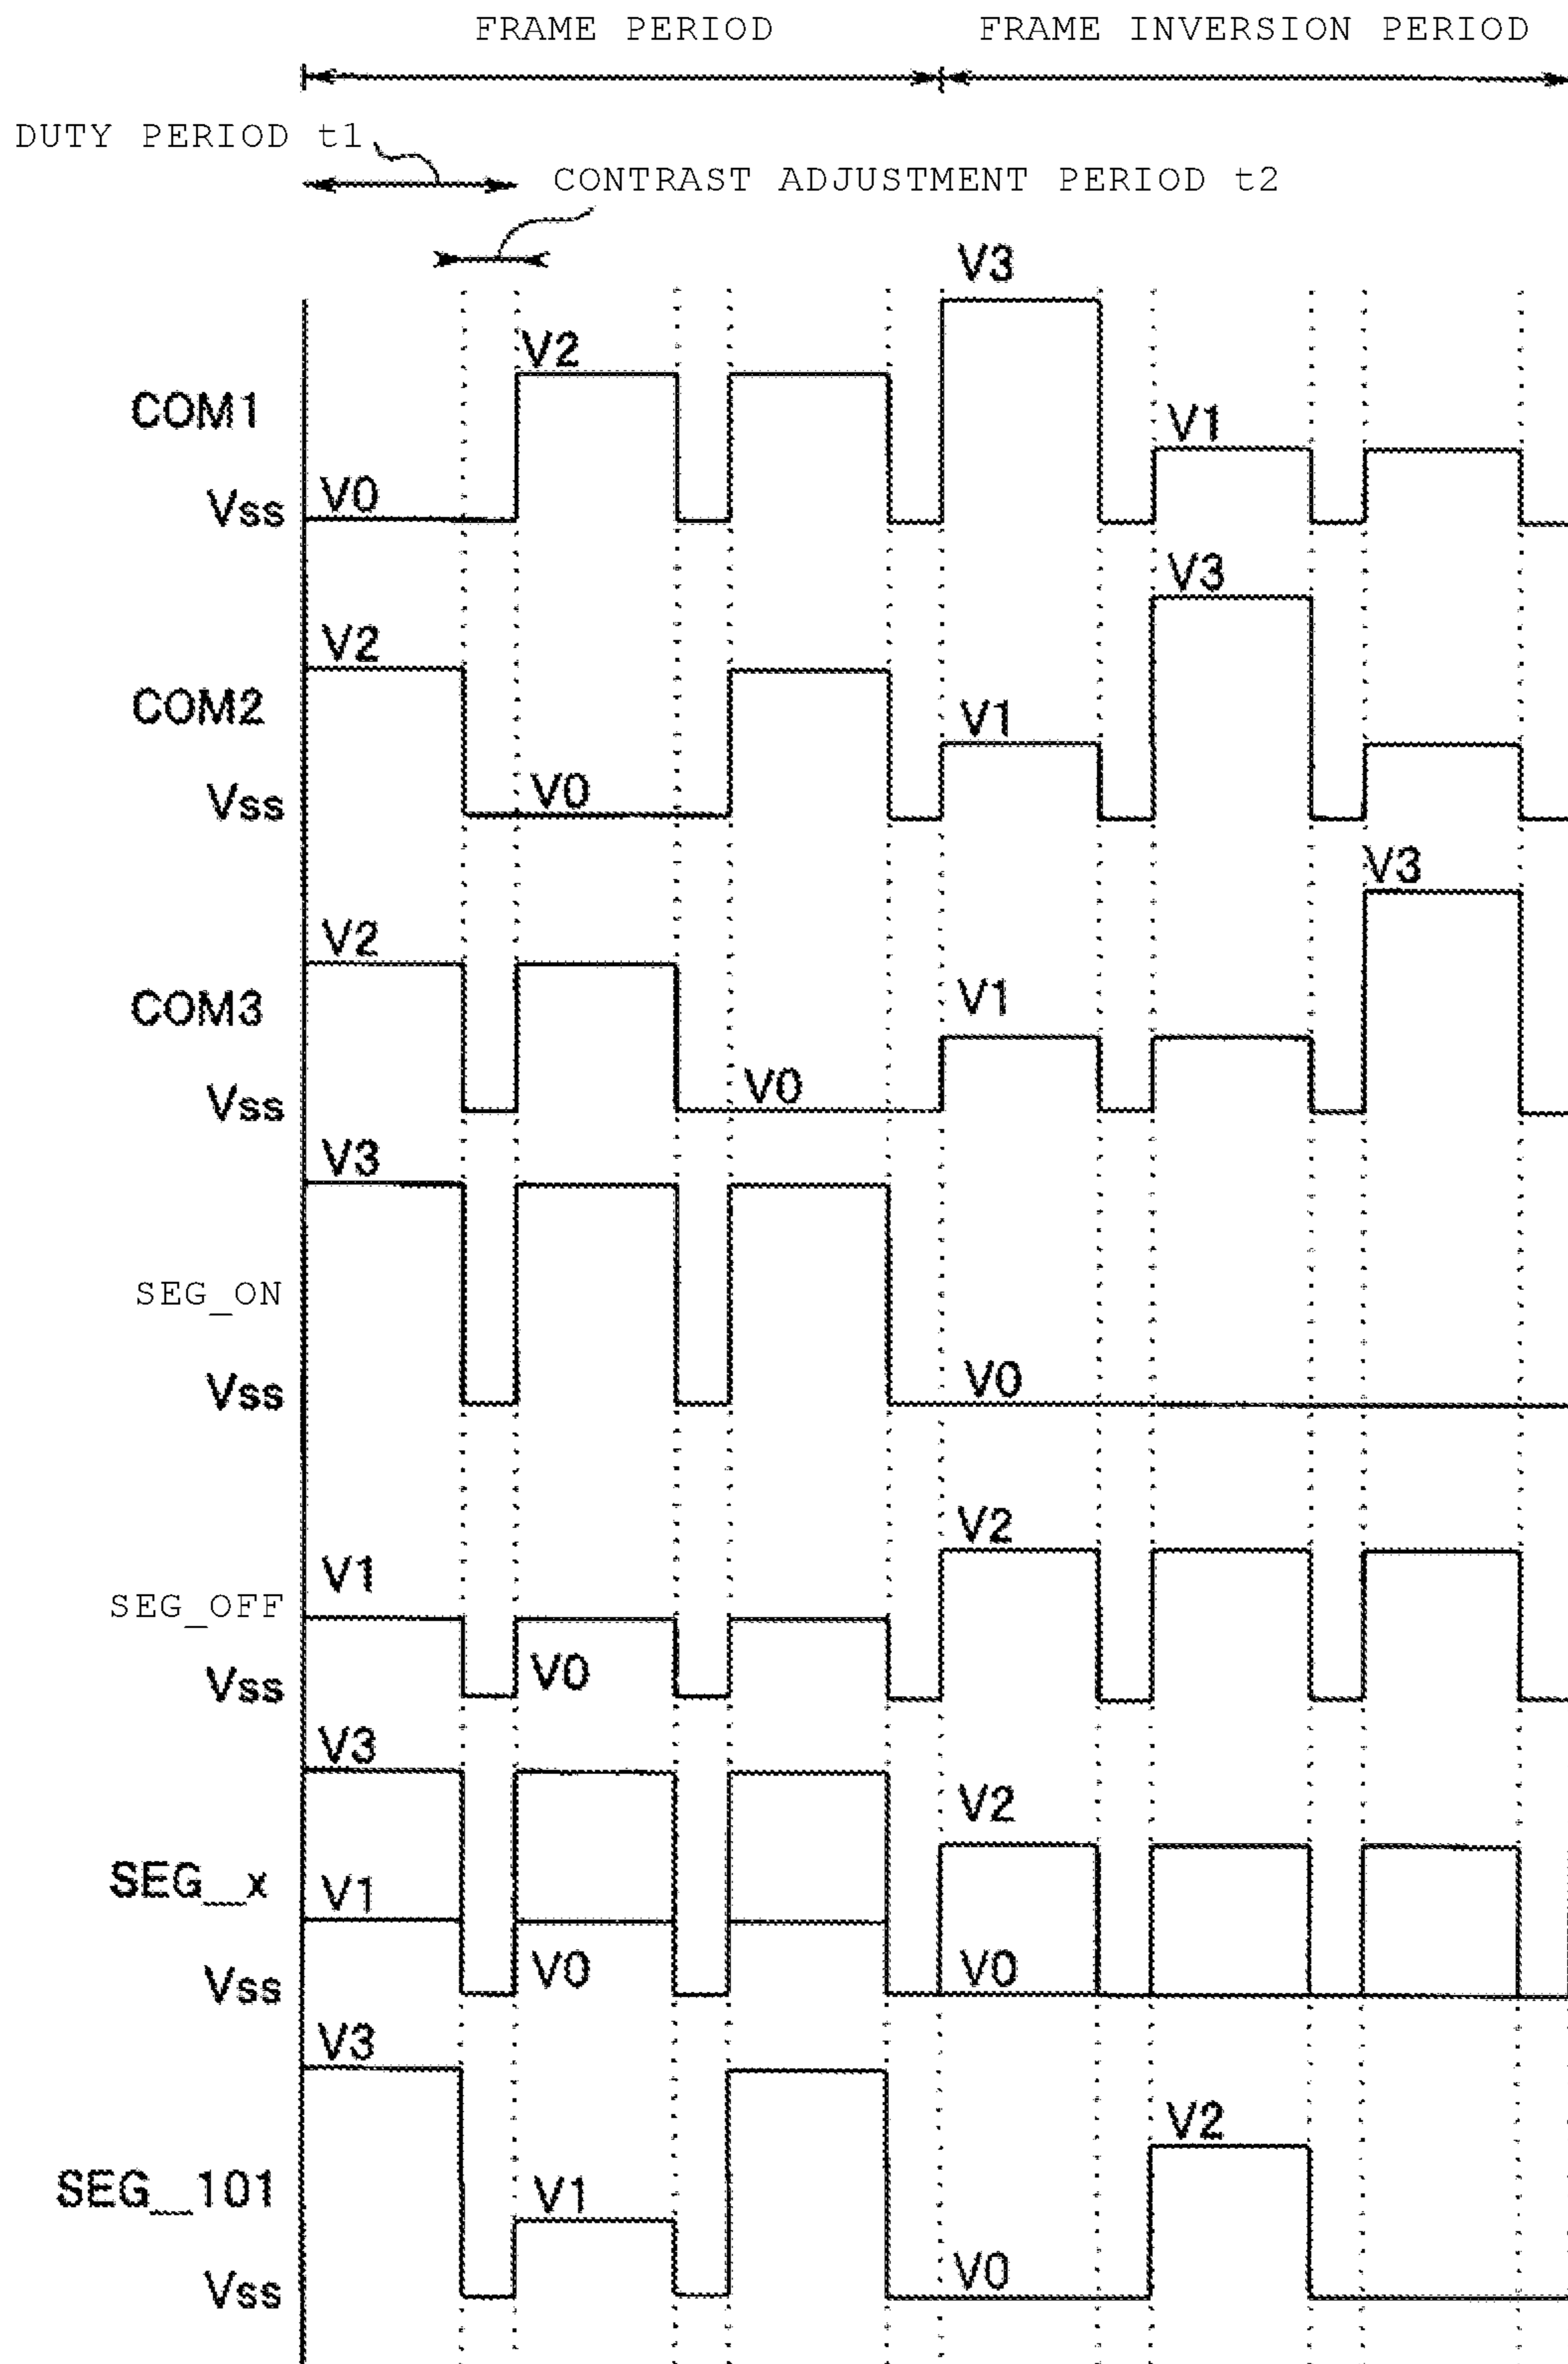 FRAME PERIOD
FRAME INVERSION PERIOD
DUTY PERIOD t1
CONTRAST ADJUSTMENT PERIOD t2
V3
V2
COM1
V1
V0
Vss
V3
V2
COM2
V1
V0
Vss
V3
V2
COM3
V1
V0
Vss
V3
SEG_ON
V0
Vss
V2
V1
SEG_OFF
V0
Vss
V3
V2
SEG_x
V1
V0
V0
Vss
V3
V2
SEG_101
V1
V0
Vss